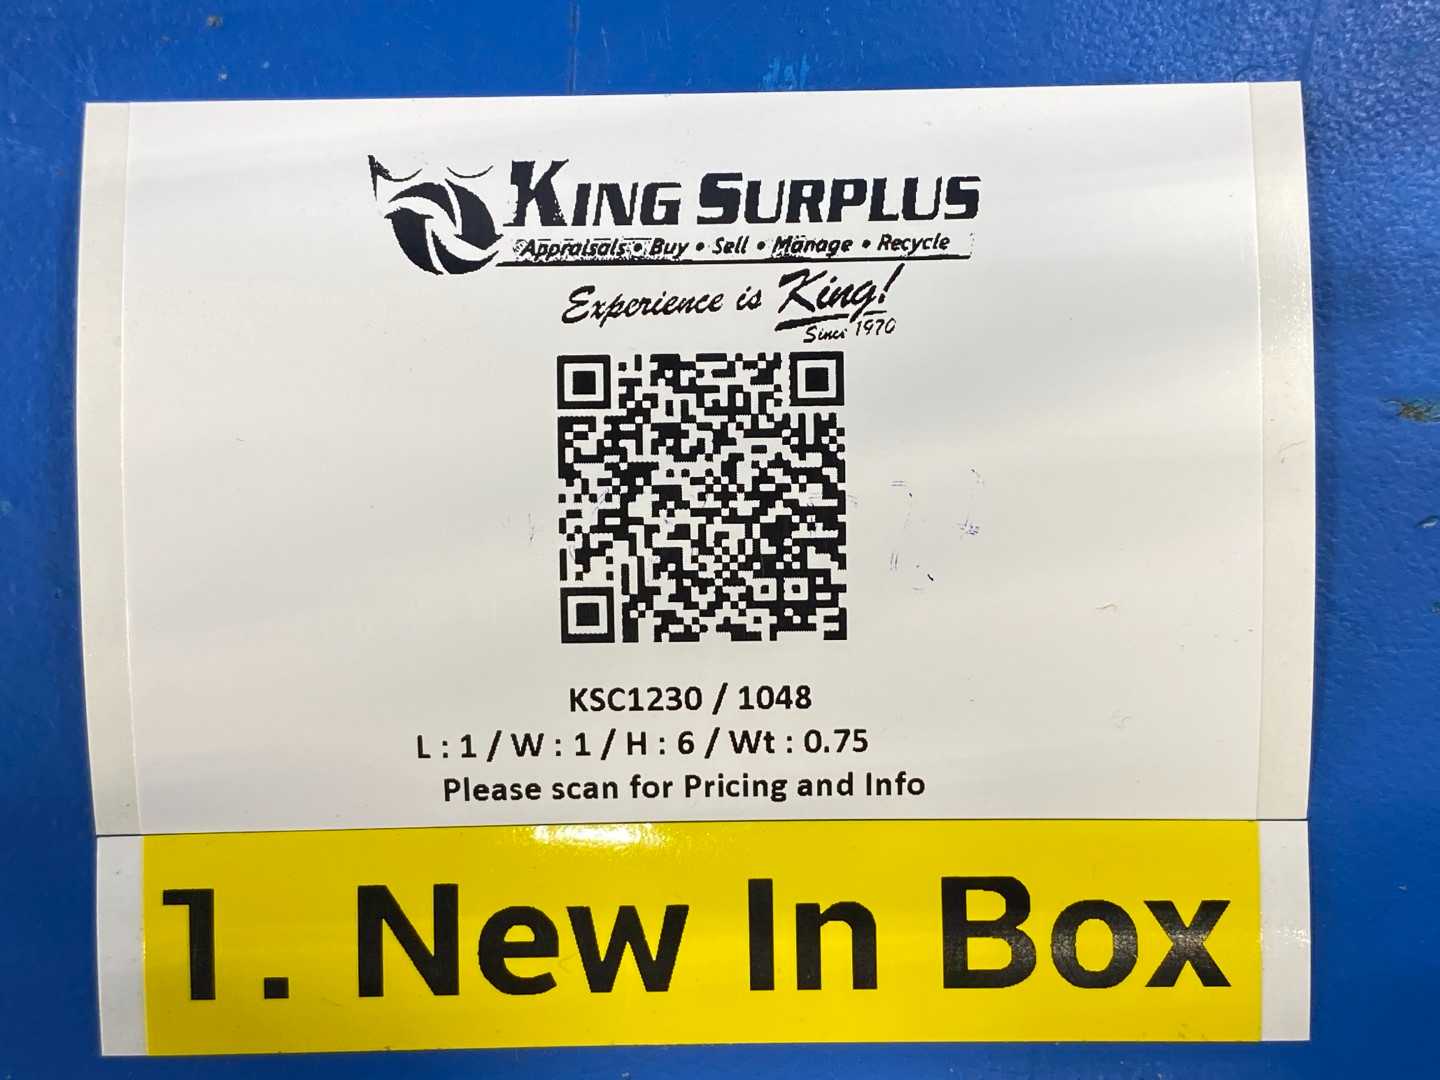 KING SURPLUS
Appraisals • Buy • Sell • Manage • Recycle
Experience is King!
Since 1970
KSC1230 / 1048
L : 1 / W : 1 / H : 6 / Wt : 0.75
Please scan for Pricing and Info
1. New In Box